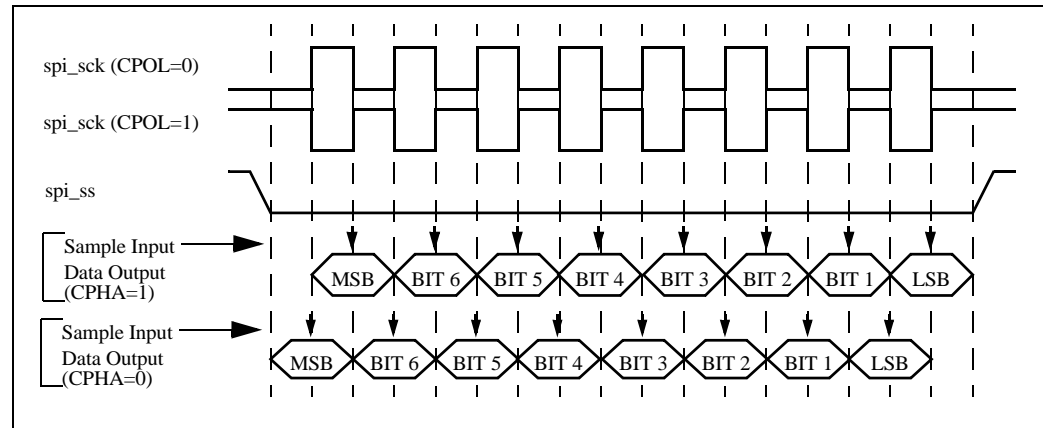 spi_sck (CPOL=0)
spi_sck (CPOL=1)
spi_ss
Sample Input
Data Output
(CPHA=1)
MSB BIT 6 BIT 5 BIT 4 BIT 3 BIT 2 BIT 1 LSB
Sample Input
Data Output
(CPHA=0)
MSB BIT 6 BIT 5 BIT 4 BIT 3 BIT 2 BIT 1 LSB